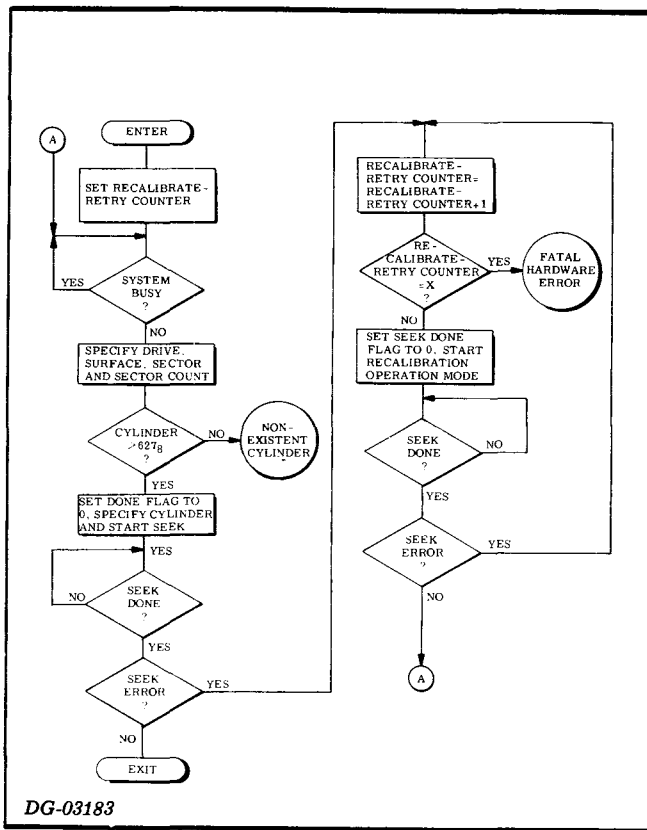 A
ENTER
SET RECALIBRATE-
RETRY COUNTER
YES
SYSTEM
BUSY
?
NO
SPECIFY DRIVE,
SURFACE, SECTOR
AND SECTOR COUNT
CYLINDER
>627₈
?
NO
NON-
EXISTENT
CYLINDER
YES
SET DONE FLAG TO
0, SPECIFY CYLINDER
AND START SEEK
YES
SEEK
DONE
?
NO
YES
SEEK
ERROR
?
YES
NO
EXIT
RECALIBRATE-
RETRY COUNTER=
RECALIBRATE-
RETRY COUNTER+1
RE-
CALIBRATE-
RETRY COUNTER
=X
?
YES
FATAL
HARDWARE
ERROR
NO
SET SEEK DONE
FLAG TO 0, START
RECALIBRATION
OPERATION MODE
SEEK
DONE
?
NO
YES
SEEK
ERROR
?
YES
NO
A
DG-03183